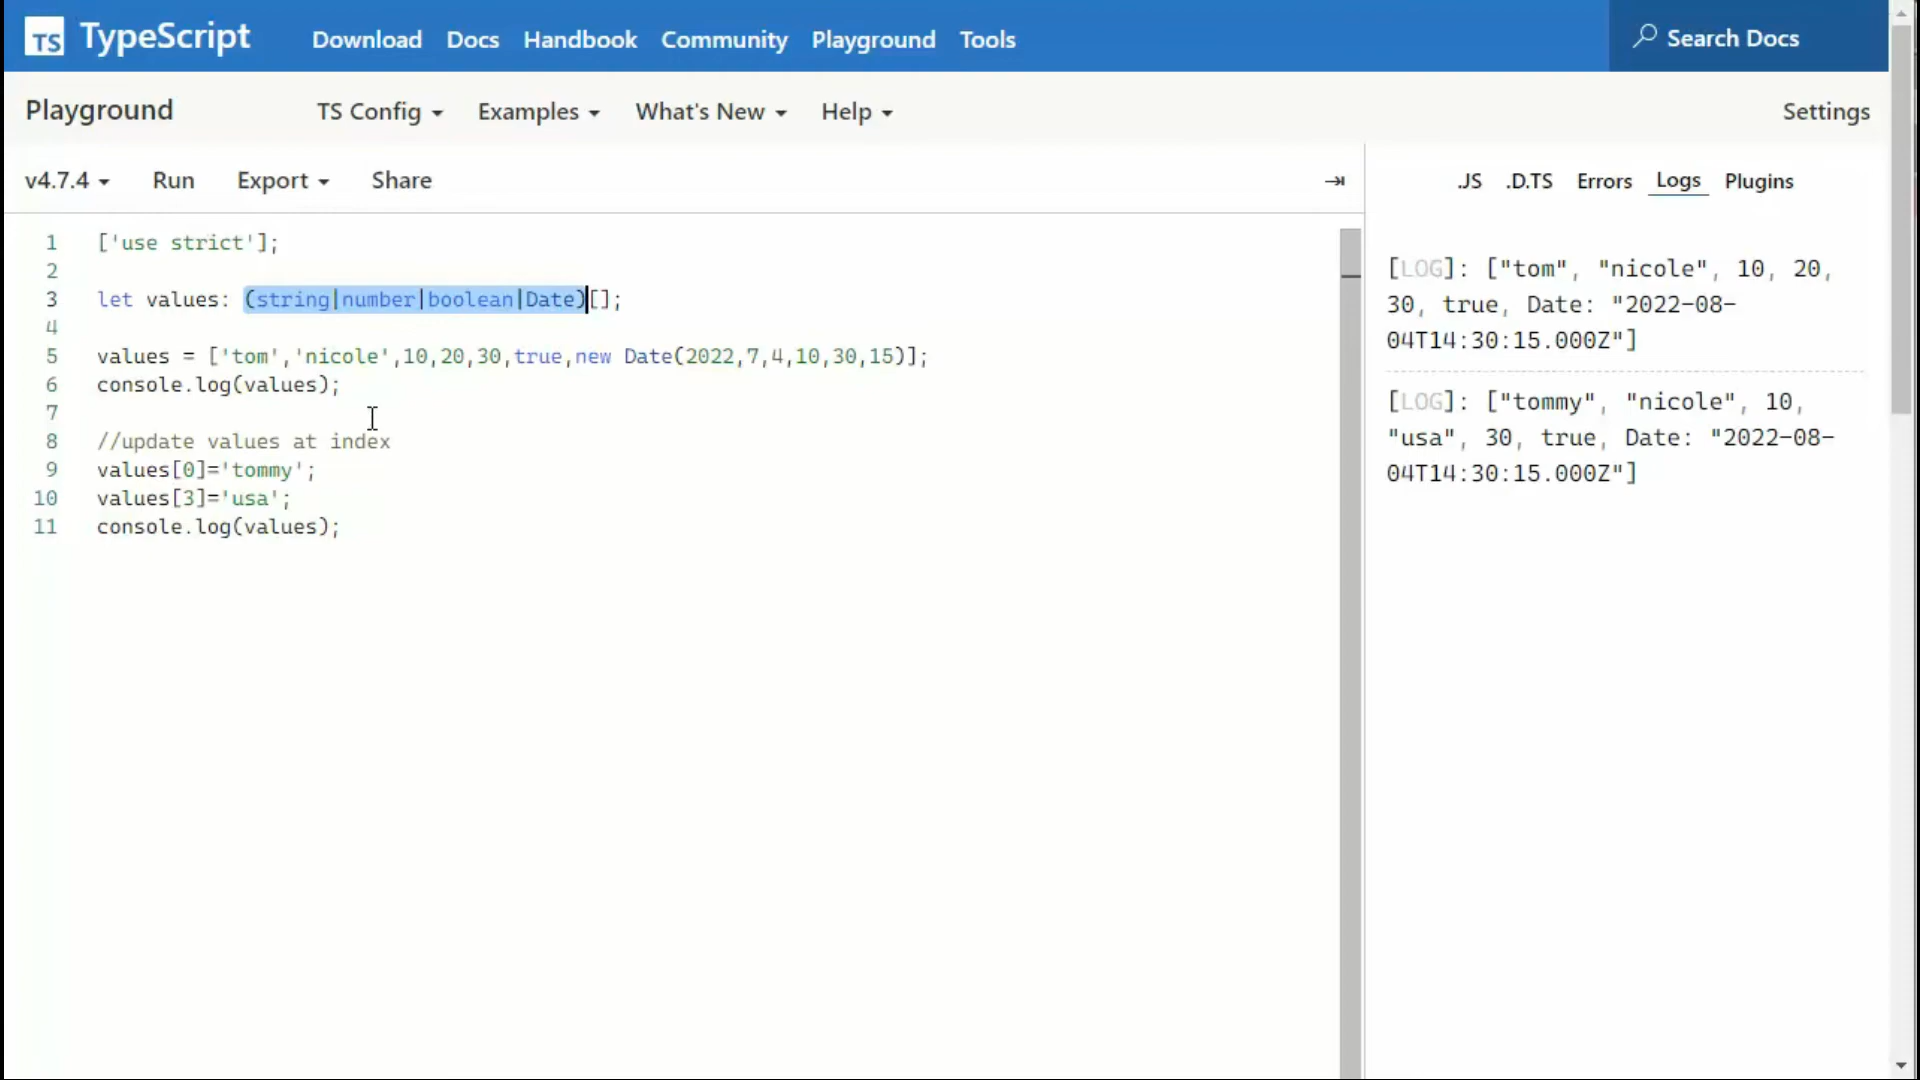 TS TypeScript Download Docs Handbook Community Playground Tools Search Docs
Playground TS Config Examples What's New Help Settings
v4.7.4 Run Export Share .JS .D.TS Errors Logs Plugins
1 ['use strict'];
2
3 let values: (string|number|boolean|Date)[];
4
5 values = ['tom','nicole',10,20,30,true,new Date(2022,7,4,10,30,15)];
6 console.log(values);
7
8 //update values at index
9 values[0]='tommy';
10 values[3]='usa';
11 console.log(values);
[LOG]: ["tom", "nicole", 10, 20,
30, true, Date: "2022-08-
04T14:30:15.000Z"]
[LOG]: ["tommy", "nicole", 10,
"usa", 30, true, Date: "2022-08-
04T14:30:15.000Z"]